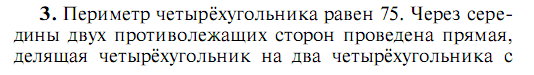 3. Периметр четырёхугольника равен 75. Через сере-
дины двух противолежащих сторон проведена прямая,
делящая четырёхугольник на два четырёхугольника с